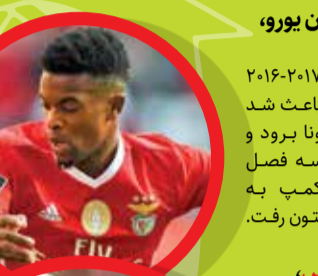 ن یورو،
۲۰۱۶-۲۰۱۷
اعث شد
ونا برود و
سه فصل
کمپ به
تون رفت.
Fly